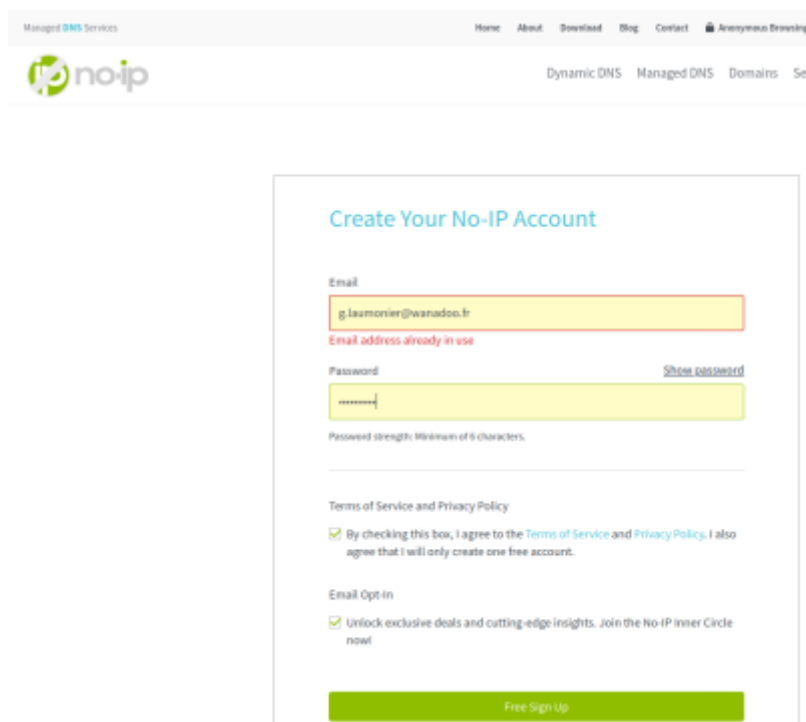 Managed DNS Services
Home About Download Blog Contact Anonymous Browsing
no-ip
Dynamic DNS Managed DNS Domains Se
Create Your No-IP Account
Email
g.laumonier@wanadoo.fr
Email address already in use
Password Show password
Password strength: Minimum of 6 characters.
Terms of Service and Privacy Policy
By checking this box, I agree to the Terms of Service and Privacy Policy. I also
agree that I will only create one free account.
Email Opt-In
Unlock exclusive deals and cutting-edge insights. Join the No-IP Inner Circle
now!
Free Sign Up